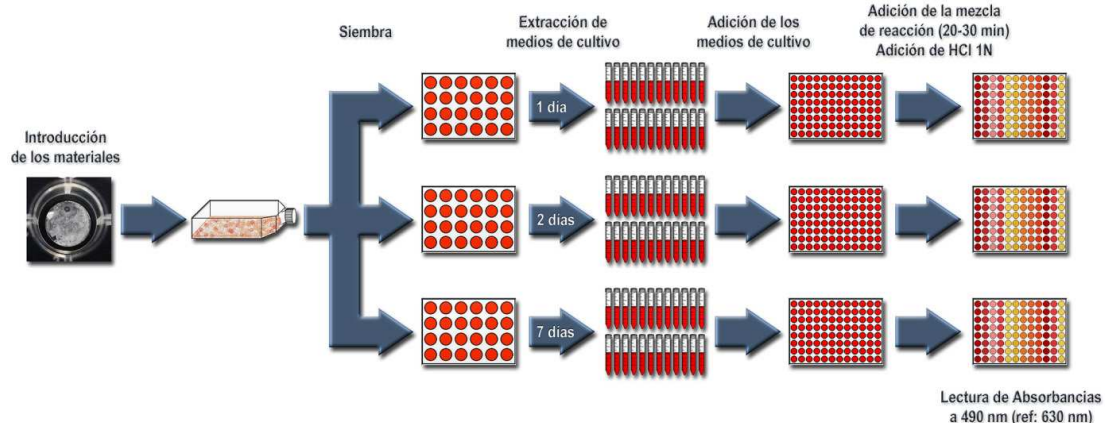 Introducción
de los materiales
Siembra
Extracción de
medios de cultivo
Adición de los
medios de cultivo
Adición de la mezcla
de reacción (20-30 min)
Adición de HCl 1N
1 día
2 días
7 días
Lectura de Absorbancias
a 490 nm (ref: 630 nm)